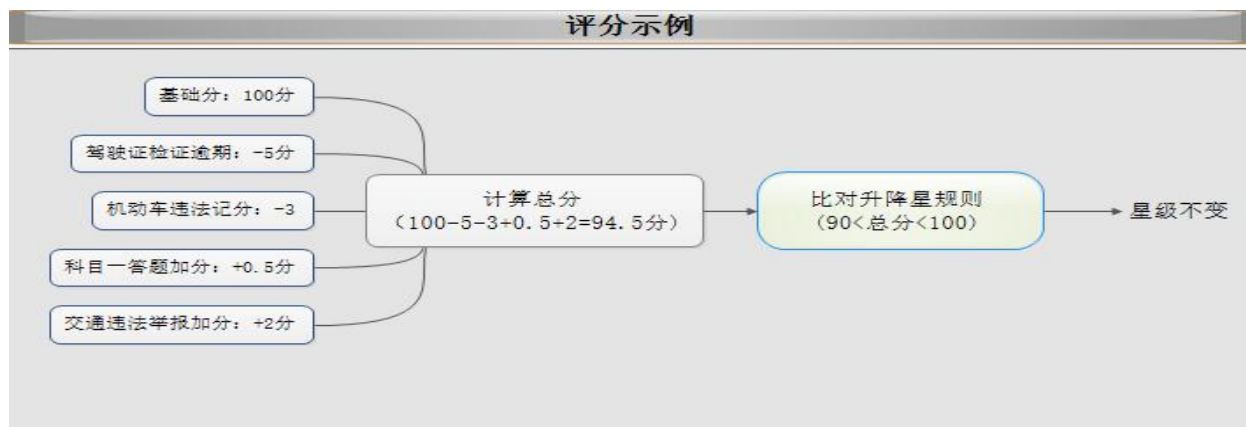 评分示例
基础分：100分
驾驶证检证逾期：-5分
机动车违法记分：-3
科目一答题加分：+0.5分
交通违法举报加分：+2分
计算总分
（100-5-3+0.5+2=94.5分）
比对升降星规则
（90<总分<100）
星级不变